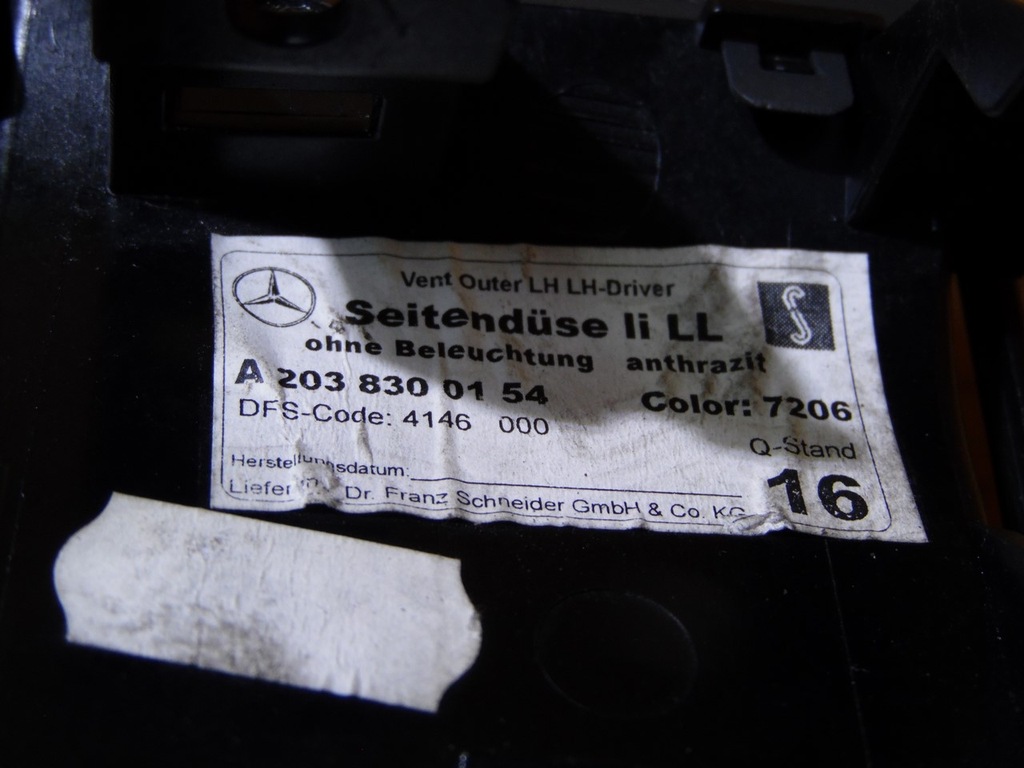 Vent Outer LH LH-Driver
Seitendüse li LL
ohne Beleuchtung anthrazit
A 203 830 01 54 Color: 7206
DFS-Code: 4146 000
Q-Stand
Herstellungsdatum:
16
Dr. Franz Schneider GmbH & Co. KG